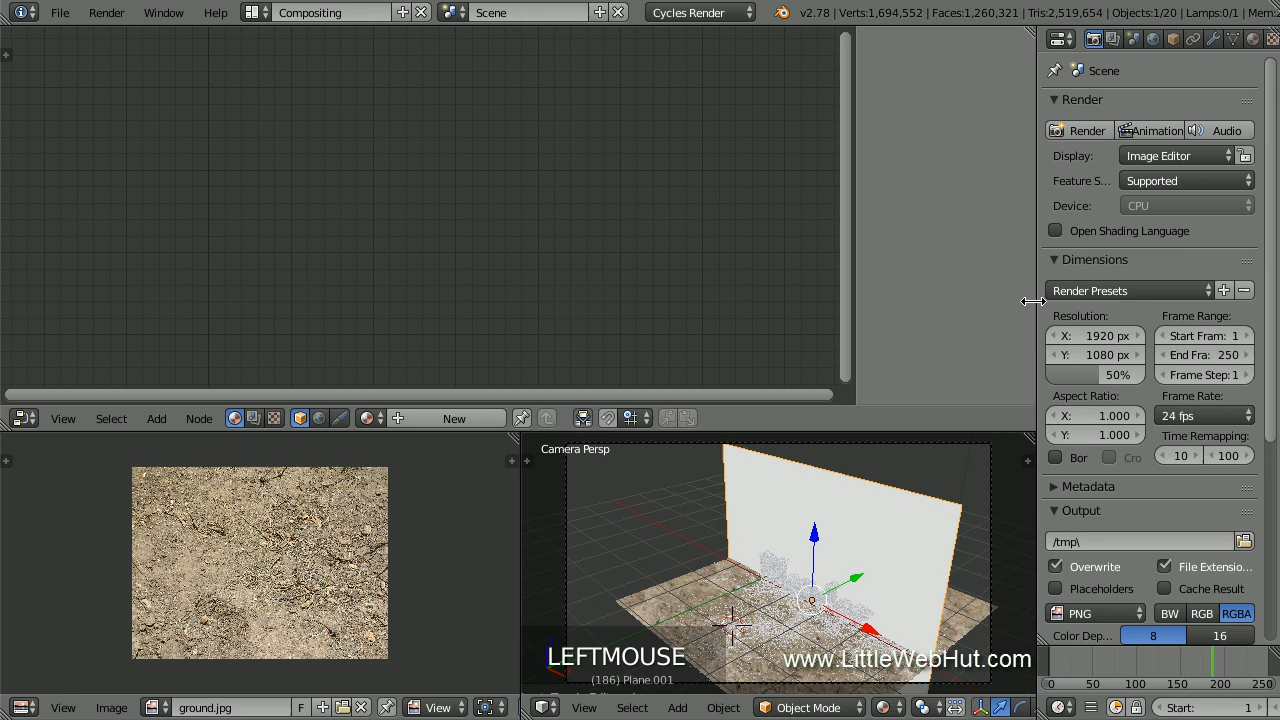 File Render Window Help Compositing Scene Cycles Render v2.78 | Verts:1,694,552 | Faces:1,260,321 | Tris:2,519,654 | Objects:1/20 | Lamps:0/1 | Mem:
Scene
Render
Render Animation Audio
Display: Image Editor
Feature S... Supported
Device: CPU
Open Shading Language
Dimensions
Render Presets
Resolution: Frame Range:
X: 1920 px Start Fram: 1
Y: 1080 px End Fra: 250
50% Frame Step: 1
Aspect Ratio: Frame Rate:
X: 1.000 24 fps
Y: 1.000 Time Remapping:
Bor Cro 10 100
Metadata
Output
/tmp\
Overwrite File Extensio...
Placeholders Cache Result
PNG BW RGB RGBA
Color Dep... 8 16
View Select Add Node New
Camera Persp
LEFTMOUSE
www.LittleWebHut.com
(186) Plane.001
0 50 100 150 200 250
View Image ground.jpg F View
View Select Add Object Object Mode
Start: 1